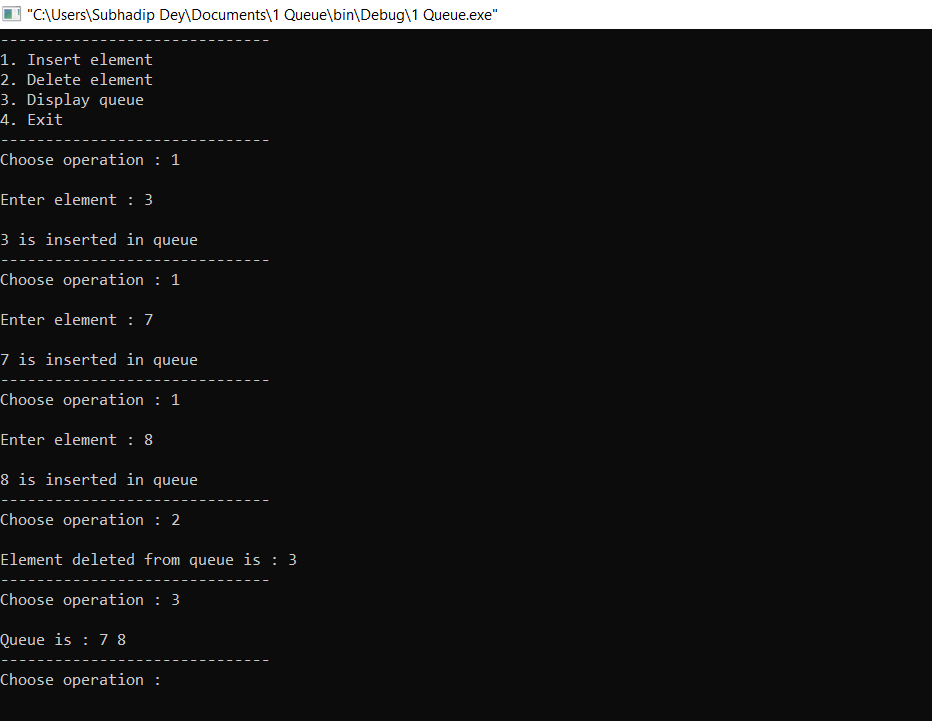 "C:\Users\Subhadip Dey\Documents\1 Queue\bin\Debug\1 Queue.exe"
------------------------------
1. Insert element
2. Delete element
3. Display queue
4. Exit
------------------------------
Choose operation : 1
Enter element : 3
3 is inserted in queue
------------------------------
Choose operation : 1
Enter element : 7
7 is inserted in queue
------------------------------
Choose operation : 1
Enter element : 8
8 is inserted in queue
------------------------------
Choose operation : 2
Element deleted from queue is : 3
------------------------------
Choose operation : 3
Queue is : 7 8
------------------------------
Choose operation :